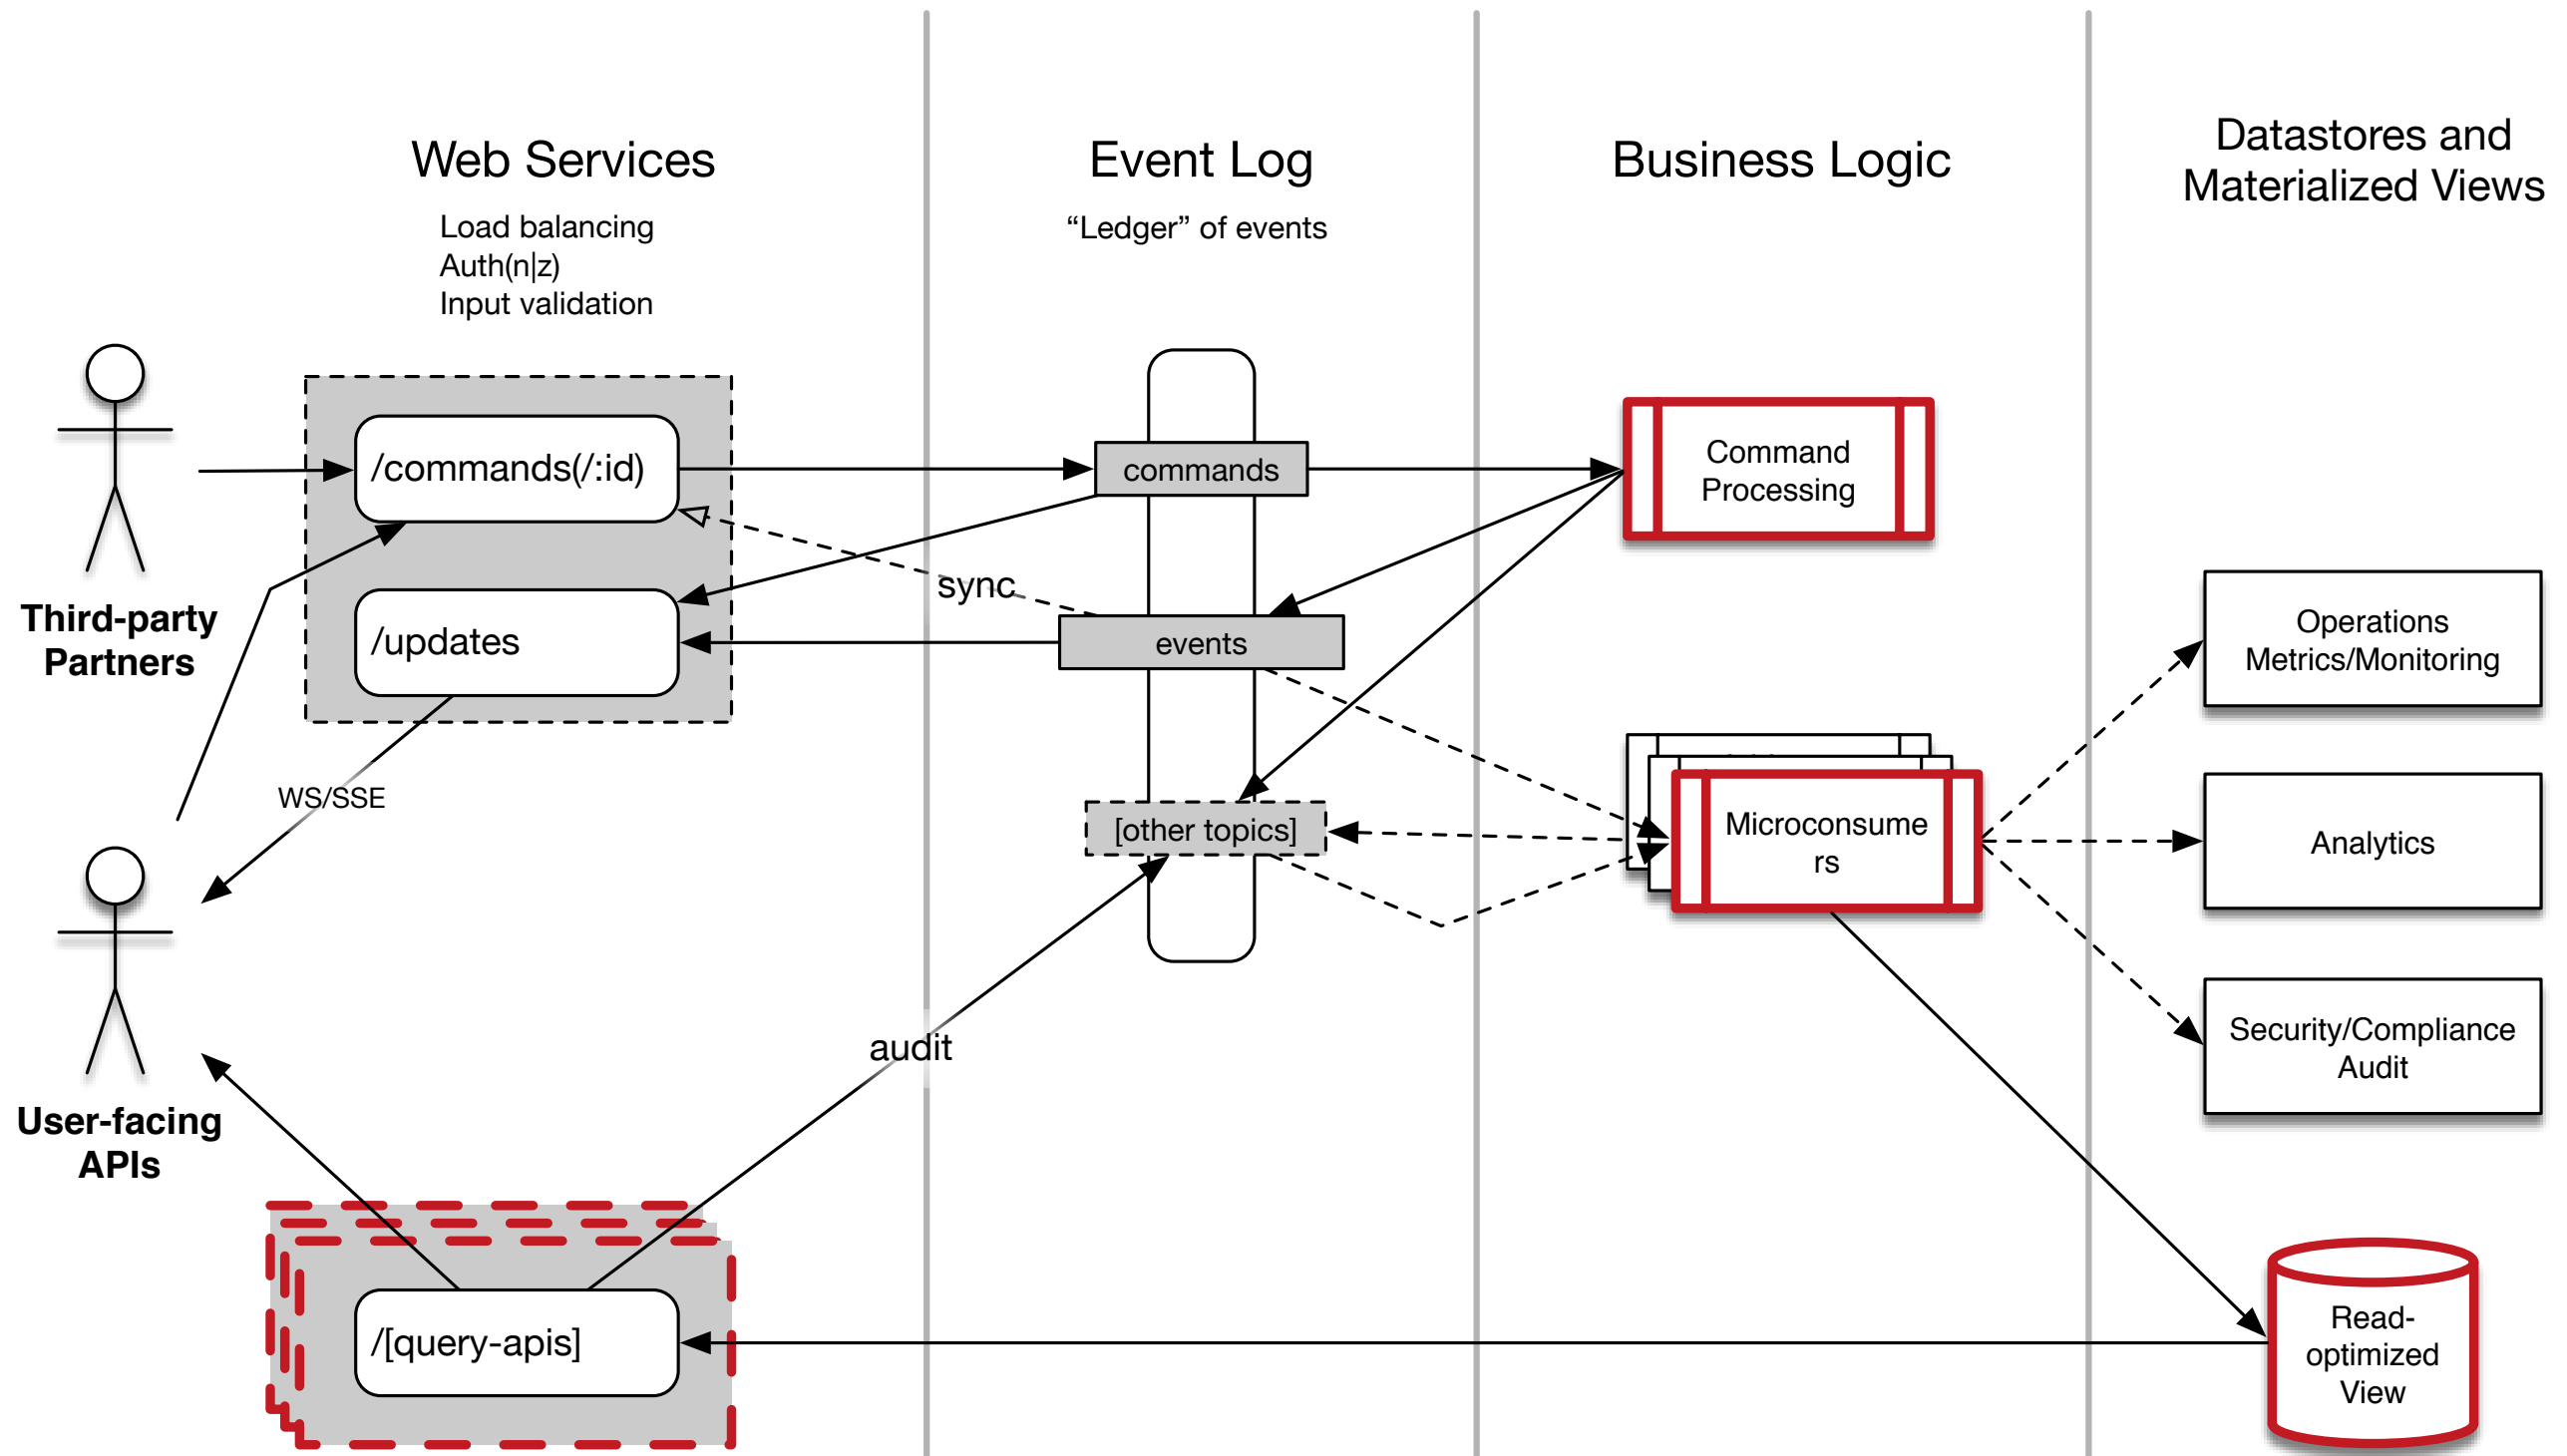 Web Services
Load balancing
Auth(n|z)
Input validation
Event Log
“Ledger” of events
Business Logic
Datastores and
Materialized Views
Third-party
Partners
/commands(/:id)
/updates
sync
WS/SSE
commands
events
[other topics]
Command
Processing
Microconsume
rs
Operations
Metrics/Monitoring
Analytics
Security/Compliance
Audit
User-facing
APIs
audit
/[query-apis]
Read-
optimized
View